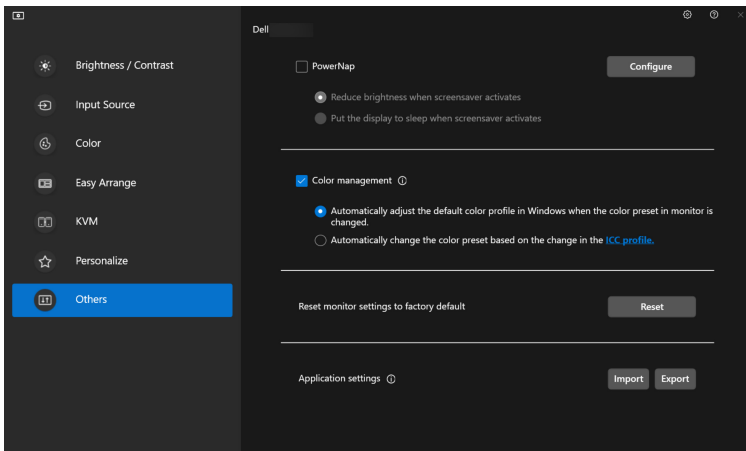 Dell
Brightness / Contrast
Input Source
Color
Easy Arrange
KVM
Personalize
Others
PowerNap
Configure
Reduce brightness when screensaver activates
Put the display to sleep when screensaver activates
Color management
Automatically adjust the default color profile in Windows when the color preset in monitor is
changed.
Automatically change the color preset based on the change in the ICC profile.
Reset monitor settings to factory default
Reset
Application settings
Import
Export